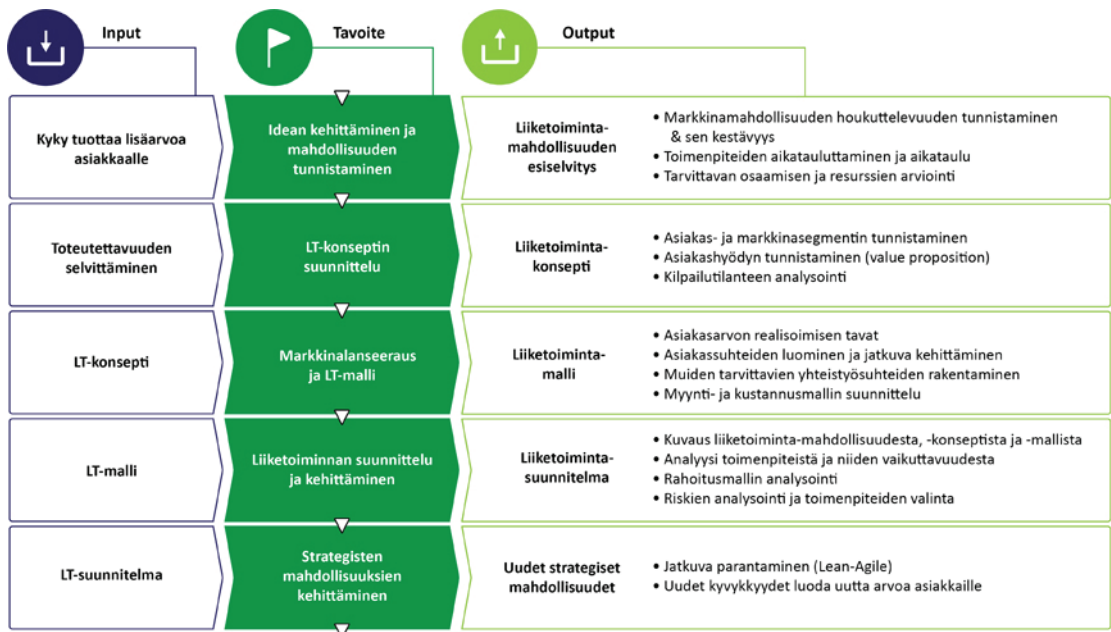 Input
Tavoite
Output
Kyky tuottaa lisäarvoa
asiakkaalle
Idean kehittäminen ja
mahdollisuuden
tunnistaminen
Liiketoiminta-
mahdollisuuden
esiselvitys
• Markkinamahdollisuuden houkuttelevuuden tunnistaminen
& sen kestävyys
• Toimenpiteiden aikatauluttaminen ja aikataulu
• Tarvittavan osaamisen ja resurssien arviointi
Toteutettavuuden
selvittäminen
LT-konseptin
suunnittelu
Liiketoiminta-
konsepti
• Asiakas- ja markkinasegmentin tunnistaminen
• Asiakashyödyn tunnistaminen (value proposition)
• Kilpailutilanteen analysointi
LT-konsepti
Markkinalanseeraus
ja LT-malli
Liiketoiminta-
malli
• Asiakasarvon realisoimisen tavat
• Asiakassuhteiden luominen ja jatkuva kehittäminen
• Muiden tarvittavien yhteistyösuhteiden rakentaminen
• Myynti- ja kustannusmallin suunnittelu
LT-malli
Liiketoiminnan suunnittelu
ja kehittäminen
Liiketoiminta-
suunnitelma
• Kuvaus liiketoiminta-mahdollisuudesta, -konseptista ja -mallista
• Analyysi toimenpiteistä ja niiden vaikuttavuudesta
• Rahoitusmallin analysointi
• Riskien analysointi ja toimenpiteiden valinta
LT-suunnitelma
Strategisten
mahdollisuuksien
kehittäminen
Uudet strategiset
mahdollisuudet
• Jatkuva parantaminen (Lean-Agile)
• Uudet kyvykkyydet luoda uutta arvoa asiakkaille